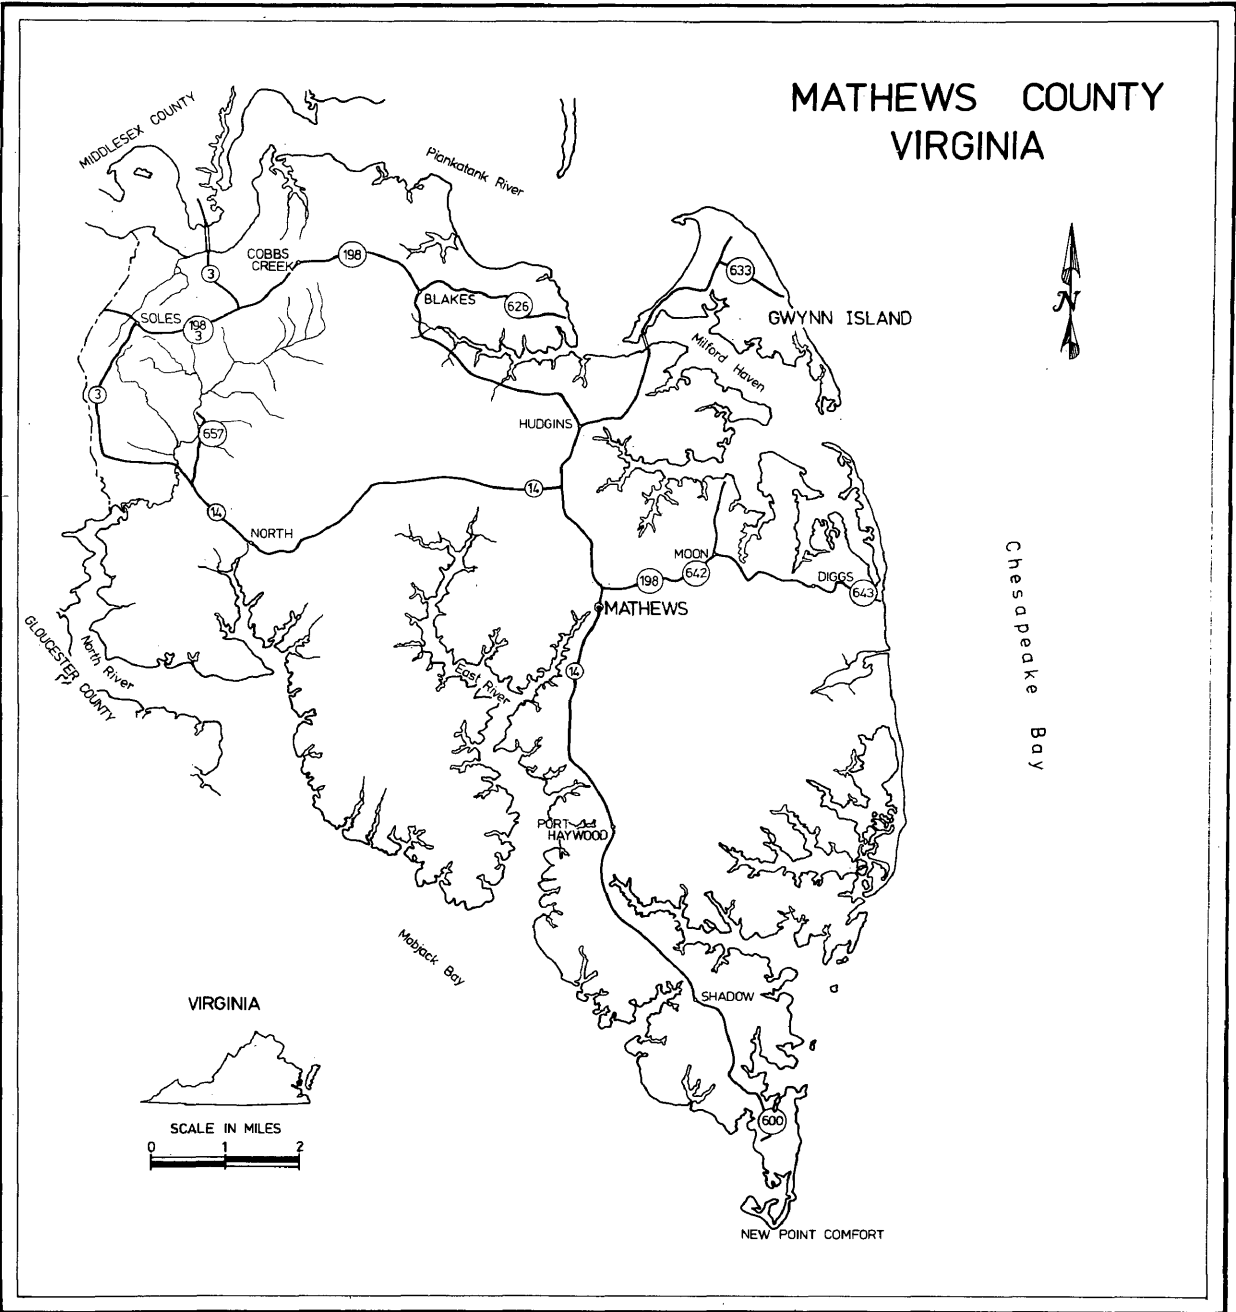 MATHEWS COUNTY
VIRGINIA
MIDDLESEX COUNTY
Piankatank River
COBBS
CREEK
198
3
633
BLAKES
626
SOLES
198
3
GWYNN ISLAND
N
Milford Haven
3
HUDGINS
657
14
14
NORTH
MOON
198
642
DIGGS
643
MATHEWS
Chesapeake Bay
GLOUCESTER COUNTY
North River
East River
14
PORT
HAYWOOD
Mobjack Bay
SHADOW
VIRGINIA
SCALE IN MILES
0 1 2
600
NEW POINT COMFORT